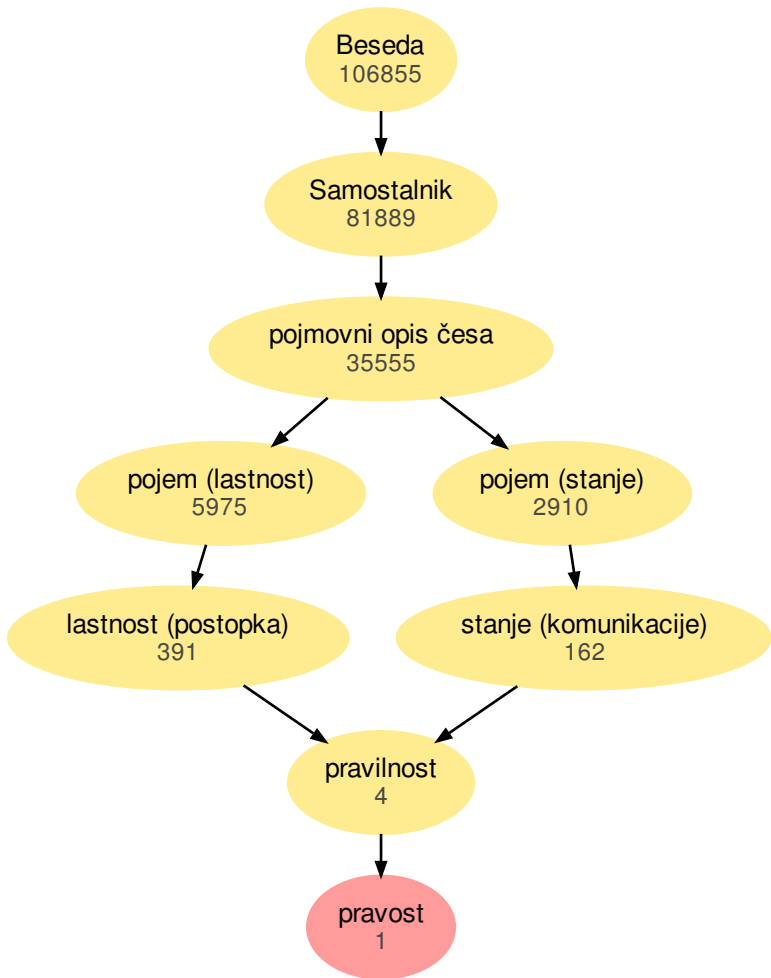 Beseda
106855
Samostalnik
81889
pojmovni opis česa
35555
pojem (lastnost)
5975
pojem (stanje)
2910
lastnost (postopka)
391
stanje (komunikacije)
162
pravilnost
4
pravost
1